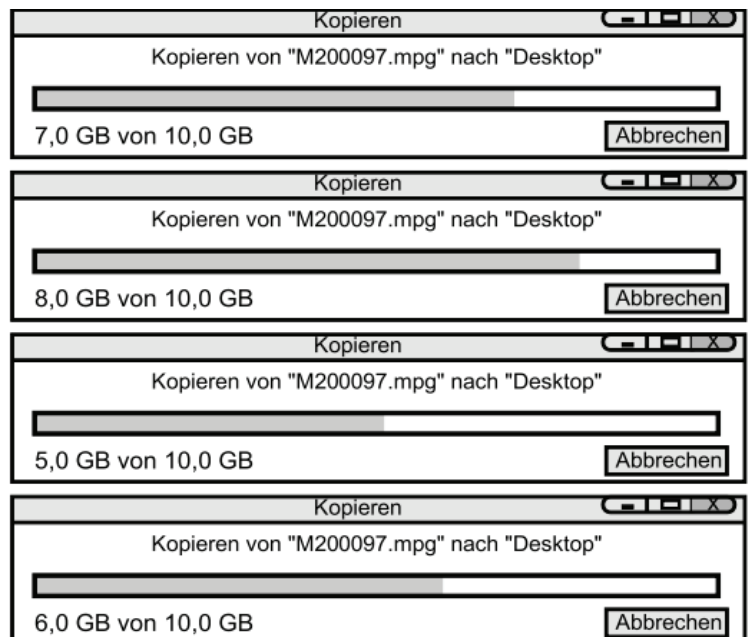 Kopieren
X
Kopieren von "M200097.mpg" nach "Desktop"
7,0 GB von 10,0 GB
Abbrechen
Kopieren
X
Kopieren von "M200097.mpg" nach "Desktop"
8,0 GB von 10,0 GB
Abbrechen
Kopieren
X
Kopieren von "M200097.mpg" nach "Desktop"
5,0 GB von 10,0 GB
Abbrechen
Kopieren
X
Kopieren von "M200097.mpg" nach "Desktop"
6,0 GB von 10,0 GB
Abbrechen